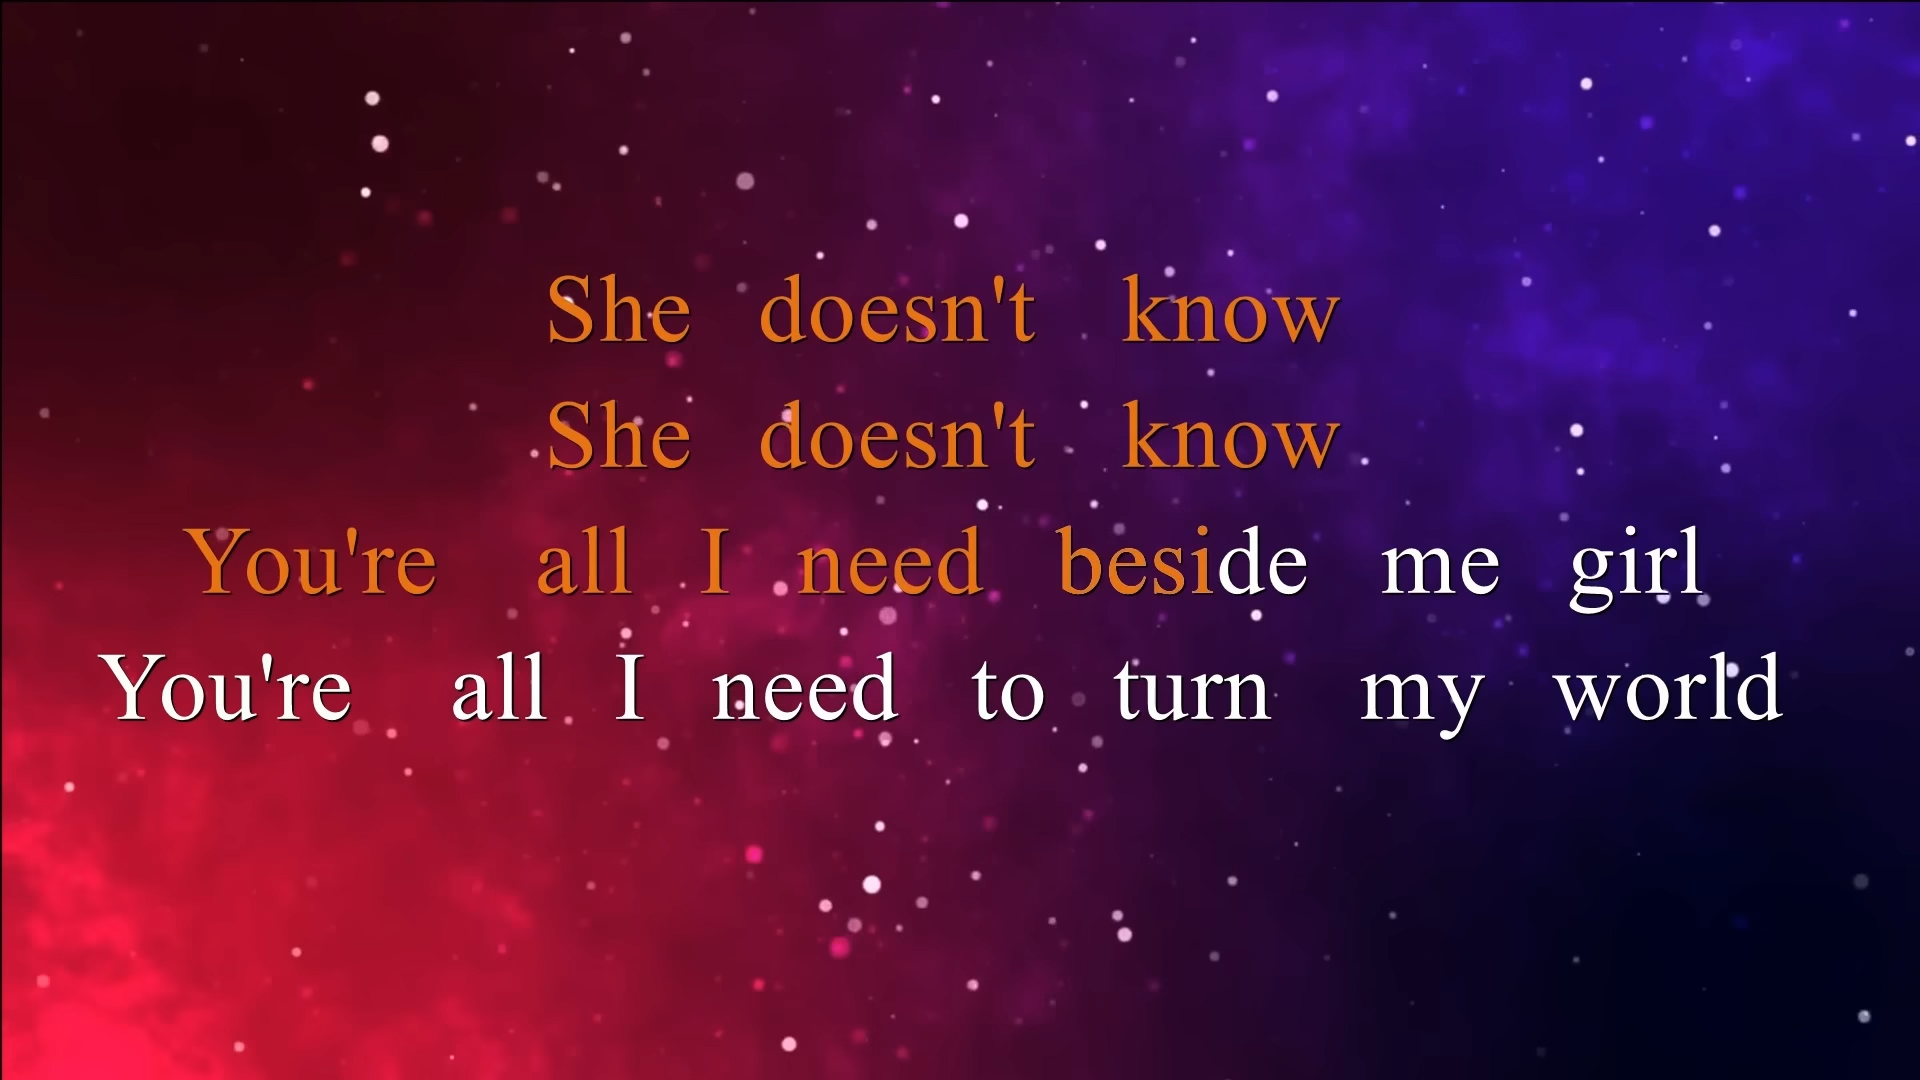 She doesn't know
She doesn't know
You're all I need beside me girl
You're all I need to turn my world